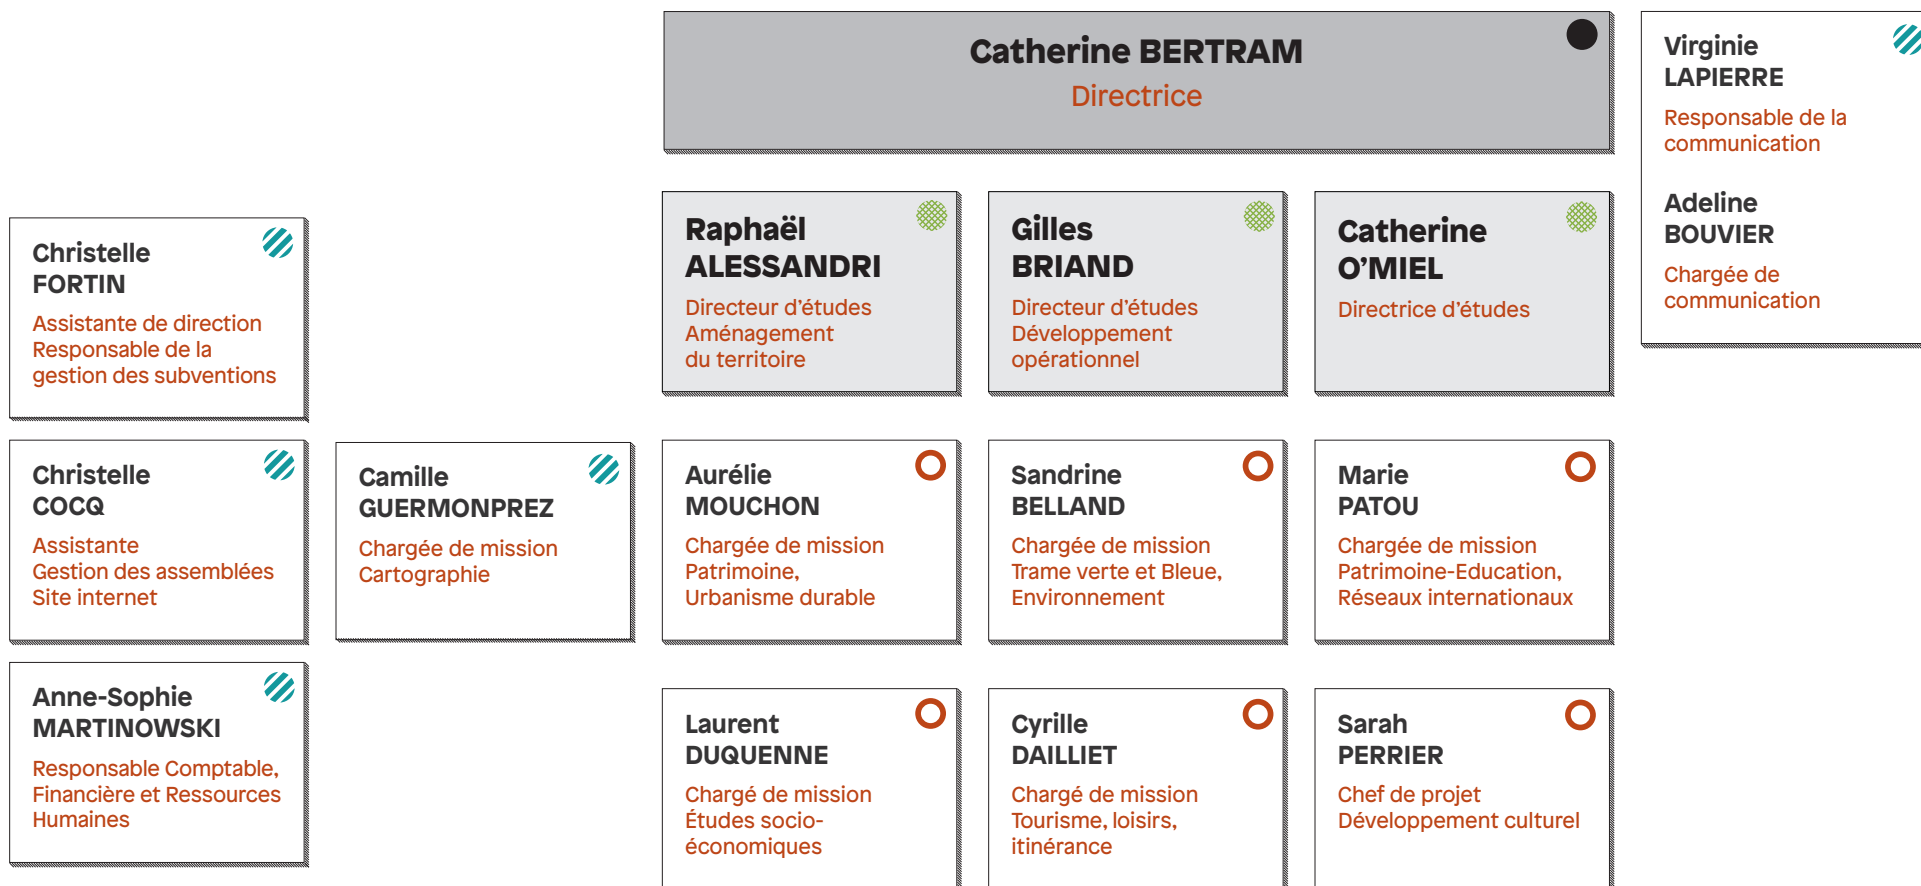 Catherine BERTRAM
Directrice
Virginie
LAPIERRE
Responsable de la
communication
Adeline
BOUVIER
Chargée de
communication
Raphaël
ALESSANDRI
Directeur d’études
Aménagement
du territoire
Gilles
BRIAND
Directeur d’études
Développement
opérationnel
Catherine
O’MIEL
Directrice d’études
Christelle
FORTIN
Assistante de direction
Responsable de la
gestion des subventions
Christelle
COCQ
Assistante
Gestion des assemblées
Site internet
Camille
GUERMONPREZ
Chargée de mission
Cartographie
Aurélie
MOUCHON
Chargée de mission
Patrimoine,
Urbanisme durable
Sandrine
BELLAND
Chargée de mission
Trame verte et Bleue,
Environnement
Marie
PATOU
Chargée de mission
Patrimoine-Education,
Réseaux internationaux
Anne-Sophie
MARTINOWSKI
Responsable Comptable,
Financière et Ressources
Humaines
Laurent
DUQUENNE
Chargé de mission
Études socio-
économiques
Cyrille
DAILLIET
Chargé de mission
Tourisme, loisirs,
itinérance
Sarah
PERRIER
Chef de projet
Développement culturel